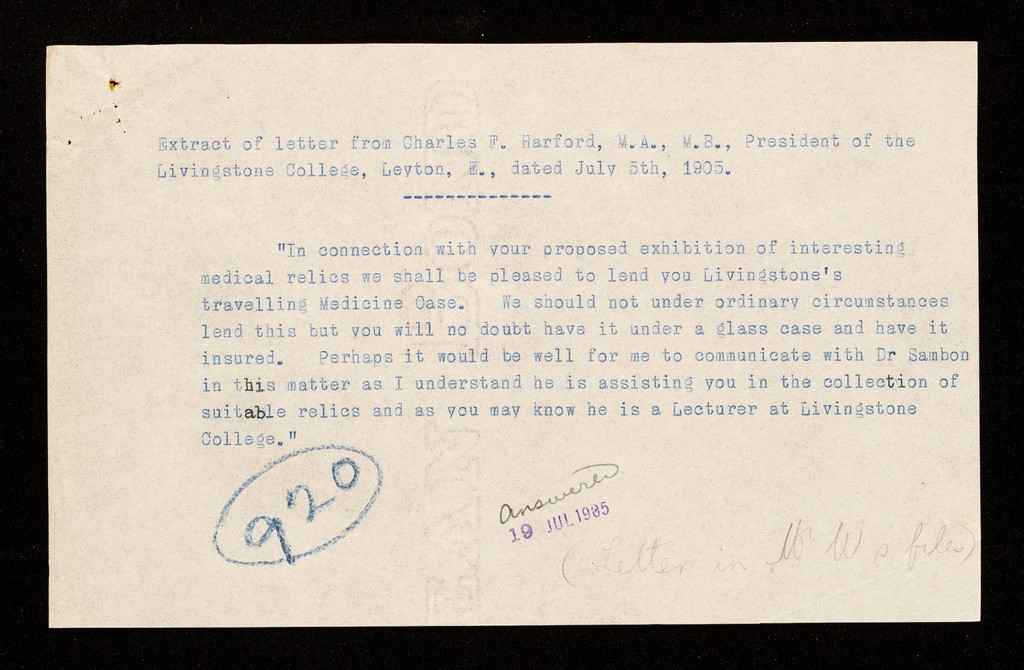 Extract of letter from Charles F. Harford, M.A., M.B., President of the
Livingstone College, Leyton, E., dated July 5th, 1905.
--------------
"In connection with your proposed exhibition of interesting
medical relics we shall be pleased to lend you Livingstone's
travelling Medicine Case. We should not under ordinary circumstances
lend this but you will no doubt have it under a glass case and have it
insured. Perhaps it would be well for me to communicate with Dr Sambon
in this matter as I understand he is assisting you in the collection of
suitable relics and as you may know he is a Lecturer at Livingstone
College."
920
answered
19 JUL 1905
(Letter in Mr W's files)